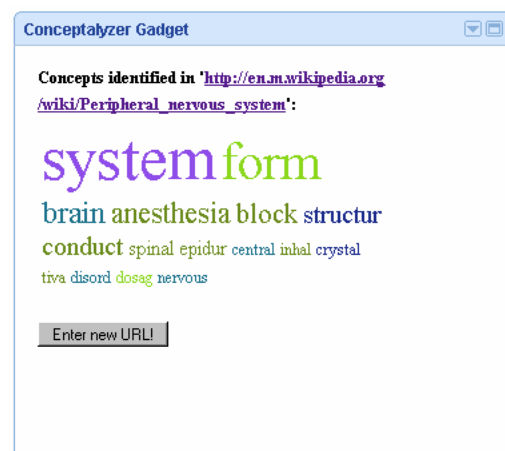 Conceptalyzer Gadget
Concepts identified in 'http://en.m.wikipedia.org
/wiki/Peripheral_nervous_system':
system form
brain anesthesia block structur
conduct spinal epidur central inhal crystal
tiva disord dosag nervous
Enter new URL!